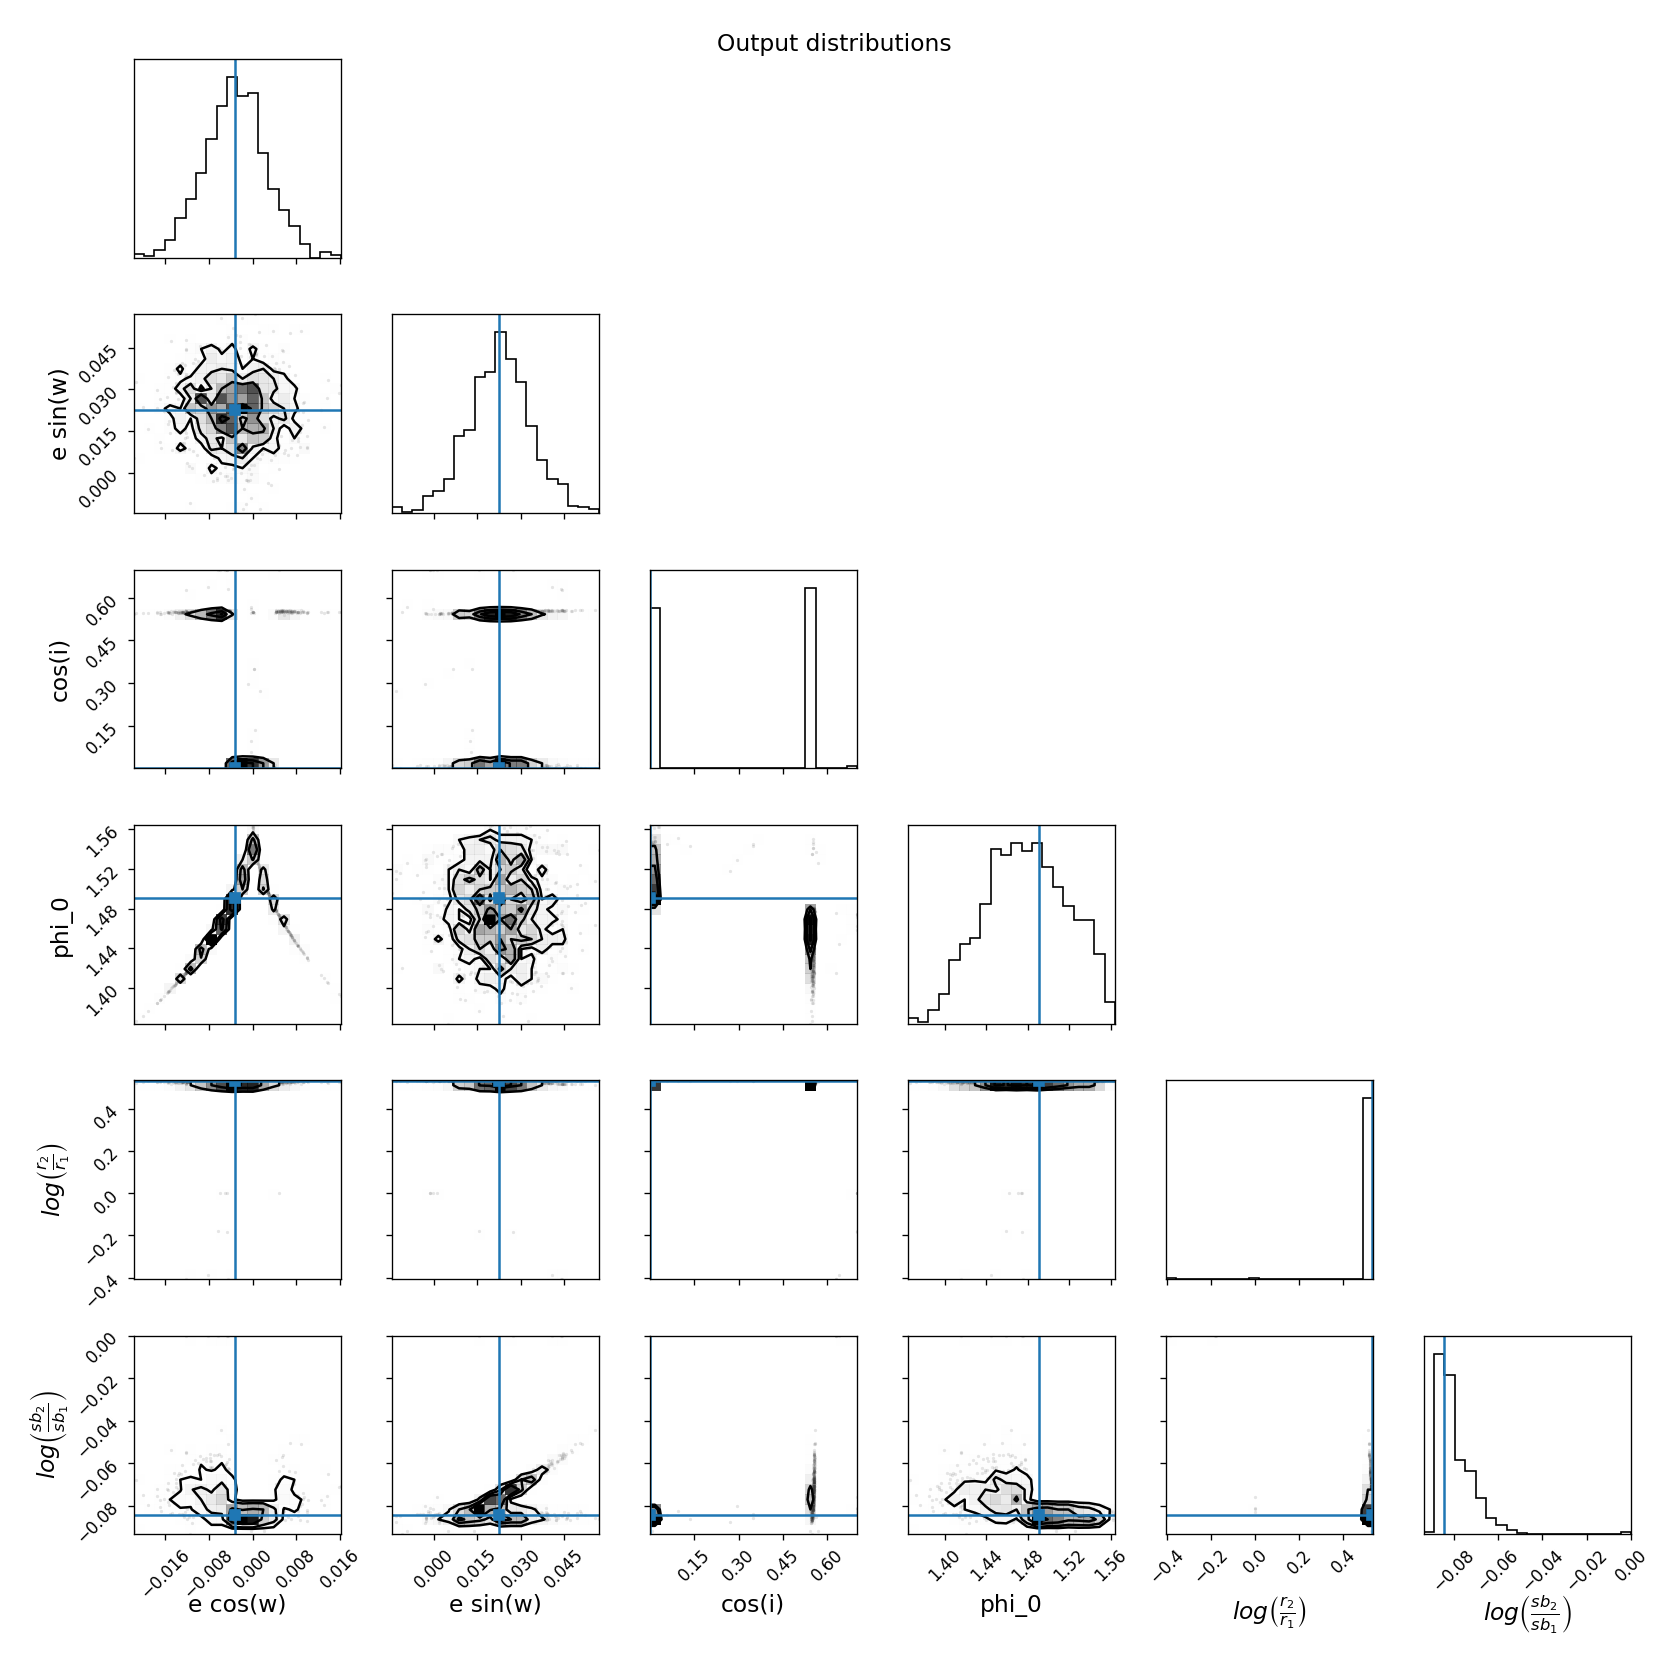 Output distributions
e sin(w)
0.045
0.030
0.015
0.000
cos(i)
0.60
0.45
0.30
0.15
phi_0
1.56
1.52
1.48
1.44
1.40
log(r₂/r₁)
0.4
0.2
0.0
−0.2
−0.4
log(sb₂/sb₁)
0.00
−0.02
−0.04
−0.06
−0.08
−0.016 −0.008 0.000 0.008 0.016
0.000 0.015 0.030 0.045
0.15 0.30 0.45 0.60
1.40 1.44 1.48 1.52 1.56
−0.4 −0.2 0.0 0.2 0.4
−0.08 −0.06 −0.04 −0.02 0.00
e cos(w)
e sin(w)
cos(i)
phi_0
log(r₂/r₁)
log(sb₂/sb₁)